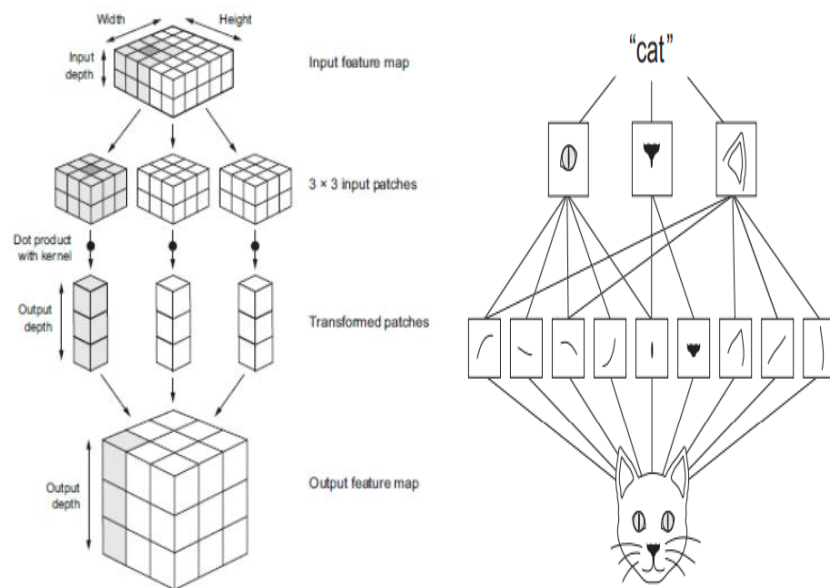 Width
Height
Input
depth
Input feature map
3 × 3 input patches
Dot product
with kernel
Output
depth
Transformed patches
Output
depth
Output feature map
“cat”